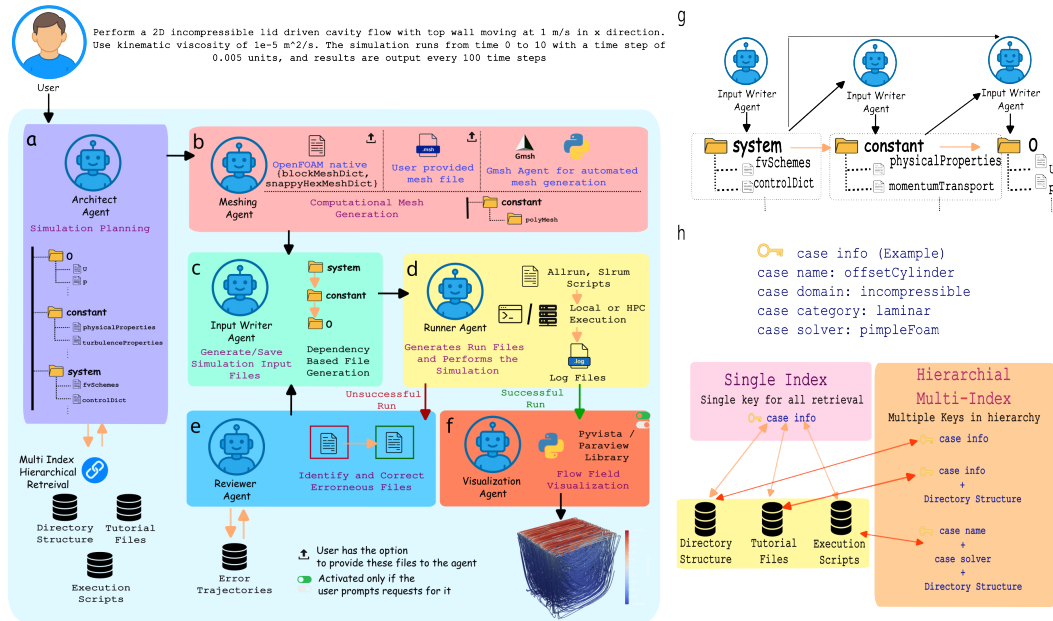 Perform a 2D incompressible lid driven cavity flow with top wall moving at 1 m/s in x direction.
Use kinematic viscosity of 1e-5 m^2/s. The simulation runs from time 0 to 10 with a time step of
0.005 units, and results are output every 100 time steps
User
a
Architect
Agent
Simulation Planning
0
U
p
constant
physicalProperties
turbulenceProperties
system
fvSchemes
controlDict
Multi Index
Hierarchical
Retreival
Directory
Structure
Tutorial
Files
Execution
Scripts
b
Meshing
Agent
OpenFOAM native
{blockMeshDict,
snappyHexMeshDict}
.msh
User provided
mesh file
Gmsh
Gmsh Agent for automated
mesh generation
Computational Mesh
Generation
constant
polyMesh
c
Input Writer
Agent
Generate/Save
Simulation Input
Files
system
constant
0
Dependency
Based File
Generation
d
Runner Agent
Generates Run Files
and Performs the
Simulation
Allrun, Slrum
Scripts
Local or HPC
Execution
.log
Log Files
Unsuccessful
Run
Successful
Run
e
Reviewer
Agent
Identify and Correct
Errorneous Files
Error
Trajectories
f
Visualization
Agent
Pyvista /
Paraview
Library
Flow Field
Visualization
User has the option
to provide these files to the agent
Activated only if the
user prompts requests for it
g
Input Writer
Agent
Input Writer
Agent
Input Writer
Agent
system
fvSchemes
controlDict
constant
physicalProperties
momentumTransport
0
h
case info (Example)
case name: offsetCylinder
case domain: incompressible
case category: laminar
case solver: pimpleFoam
Single Index
Single key for all retrieval
case info
Directory
Structure
Tutorial
Files
Execution
Scripts
Hierarchial
Multi-Index
Multiple Keys in hierarchy
case info
case info
+
Directory Structure
case name
+
case solver
+
Directory Structure